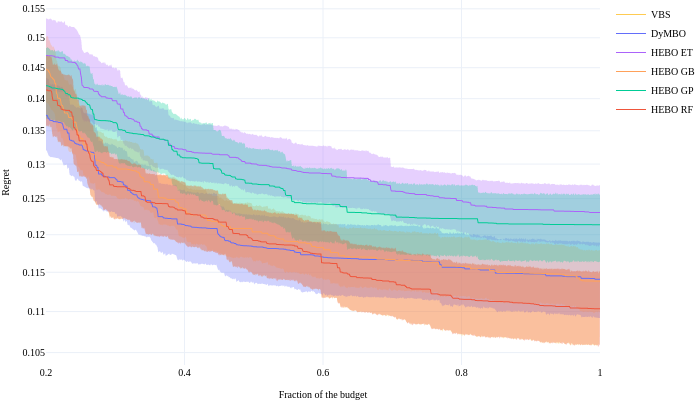 0.155
0.15
0.145
0.14
0.135
0.13
0.125
0.12
0.115
0.11
0.105
Regret
0.2
0.4
0.6
0.8
1
Fraction of the budget
VBS
DyMBO
HEBO ET
HEBO GB
HEBO GP
HEBO RF